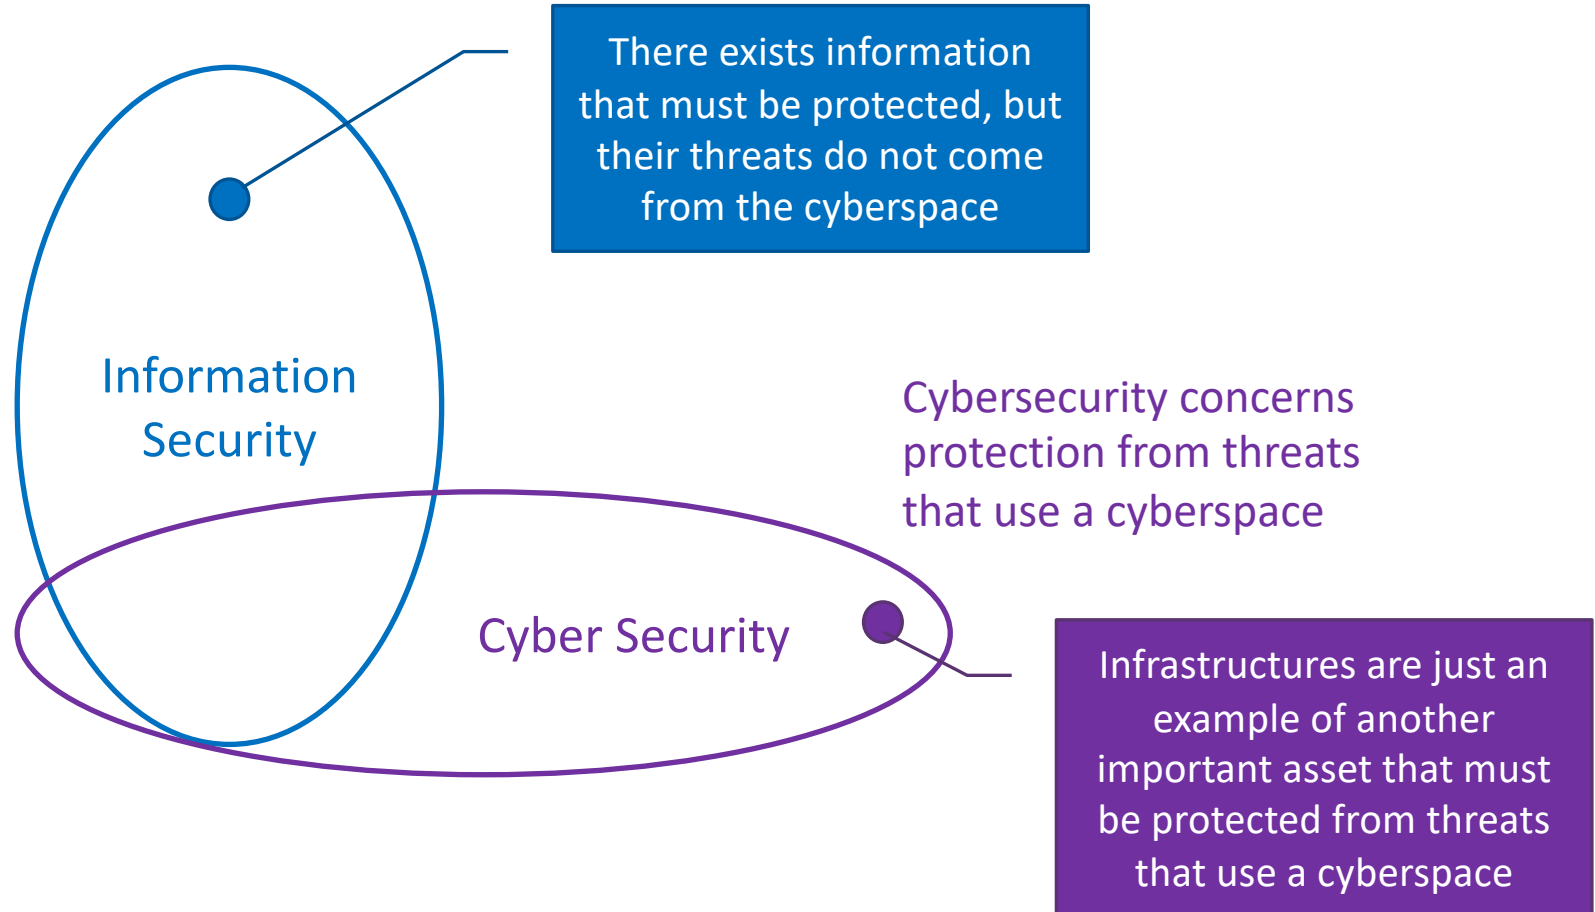 There exists information
that must be protected, but
their threats do not come
from the cyberspace
Information
Security
Cybersecurity concerns
protection from threats
that use a cyberspace
Cyber Security
Infrastructures are just an
example of another
important asset that must
be protected from threats
that use a cyberspace